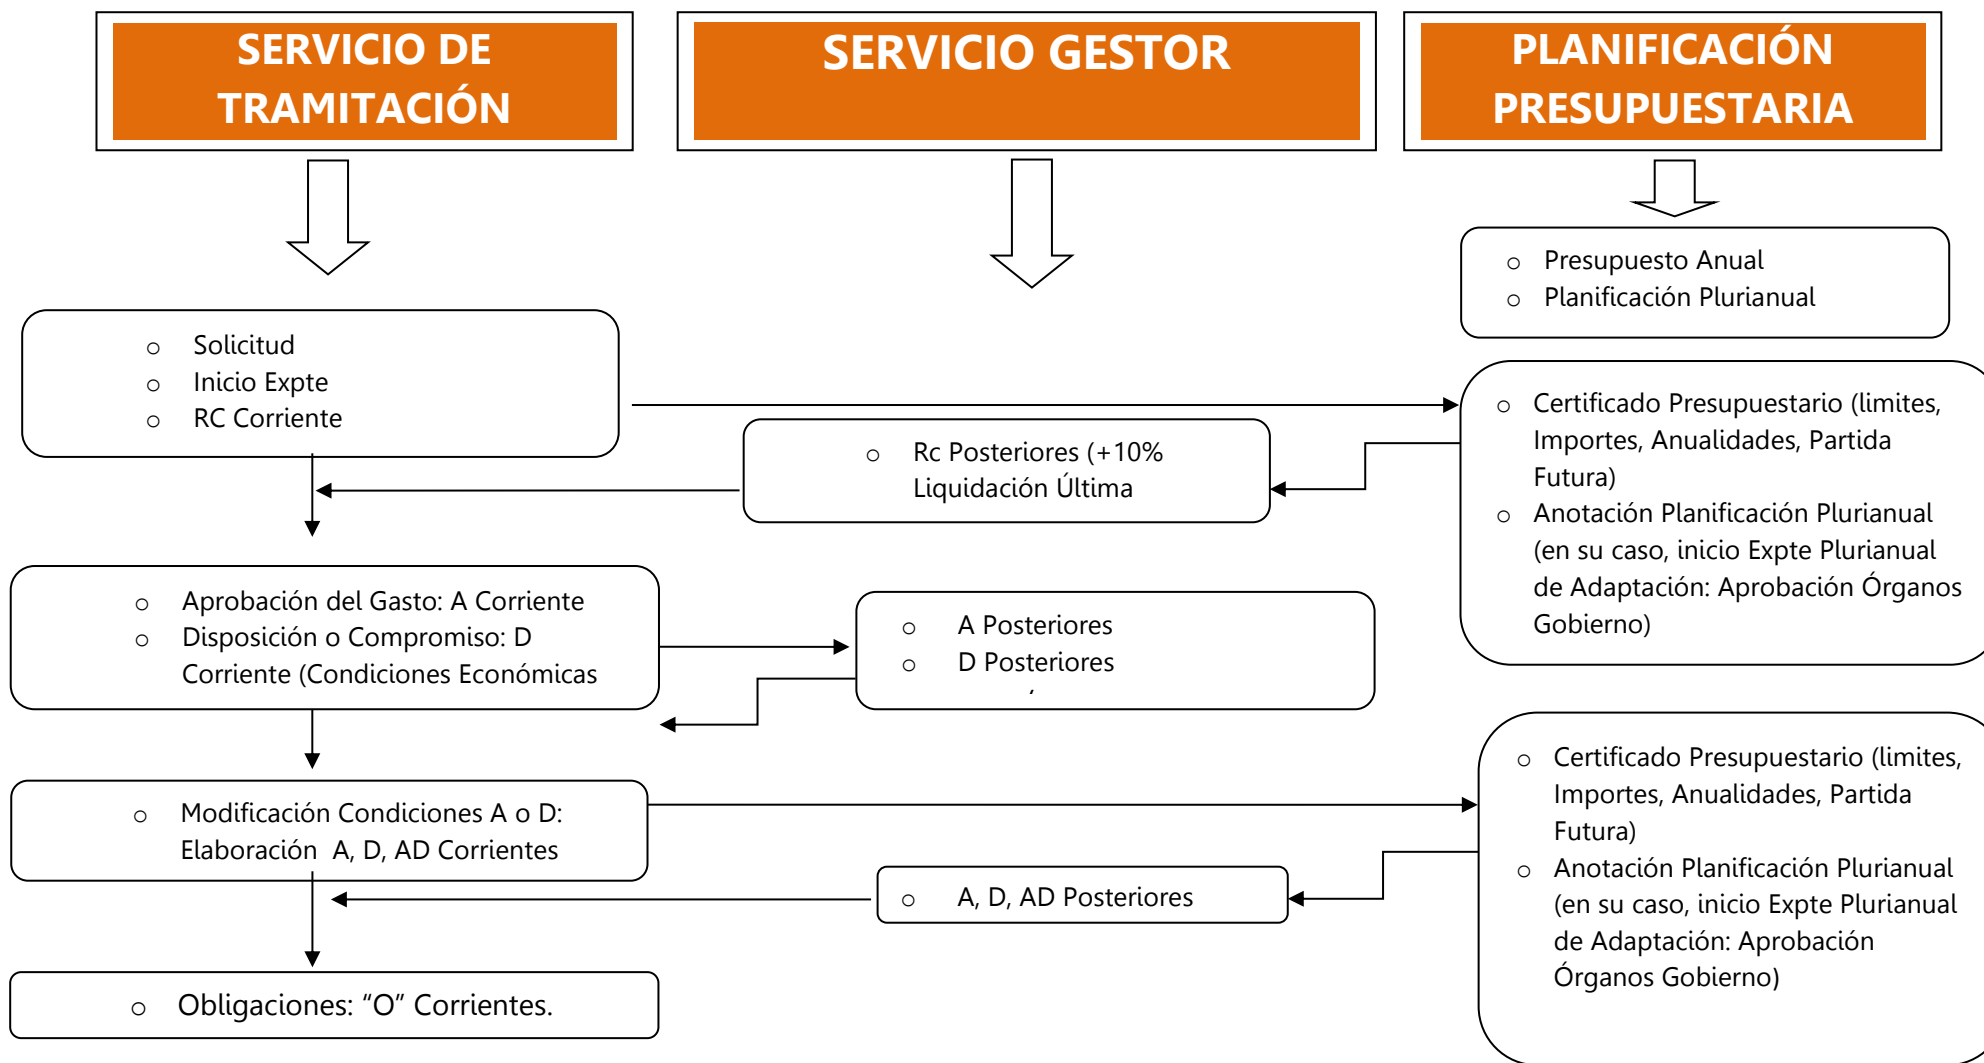 SERVICIO DE
TRAMITACIÓN
SERVICIO GESTOR
PLANIFICACIÓN
PRESUPUESTARIA
o Presupuesto Anual
o Planificación Plurianual
o Solicitud
o Inicio Expte
o RC Corriente
o Certificado Presupuestario (limites,
Importes, Anualidades, Partida
Futura)
o Anotación Planificación Plurianual
(en su caso, inicio Expte Plurianual
de Adaptación: Aprobación Órganos
Gobierno)
o Rc Posteriores (+10%
Liquidación Última
o Aprobación del Gasto: A Corriente
o Disposición o Compromiso: D
Corriente (Condiciones Económicas
o A Posteriores
o D Posteriores
o Modificación Condiciones A o D:
Elaboración A, D, AD Corrientes
o Certificado Presupuestario (limites,
Importes, Anualidades, Partida
Futura)
o Anotación Planificación Plurianual
(en su caso, inicio Expte Plurianual
de Adaptación: Aprobación
Órganos Gobierno)
o A, D, AD Posteriores
o Obligaciones: “O” Corrientes.